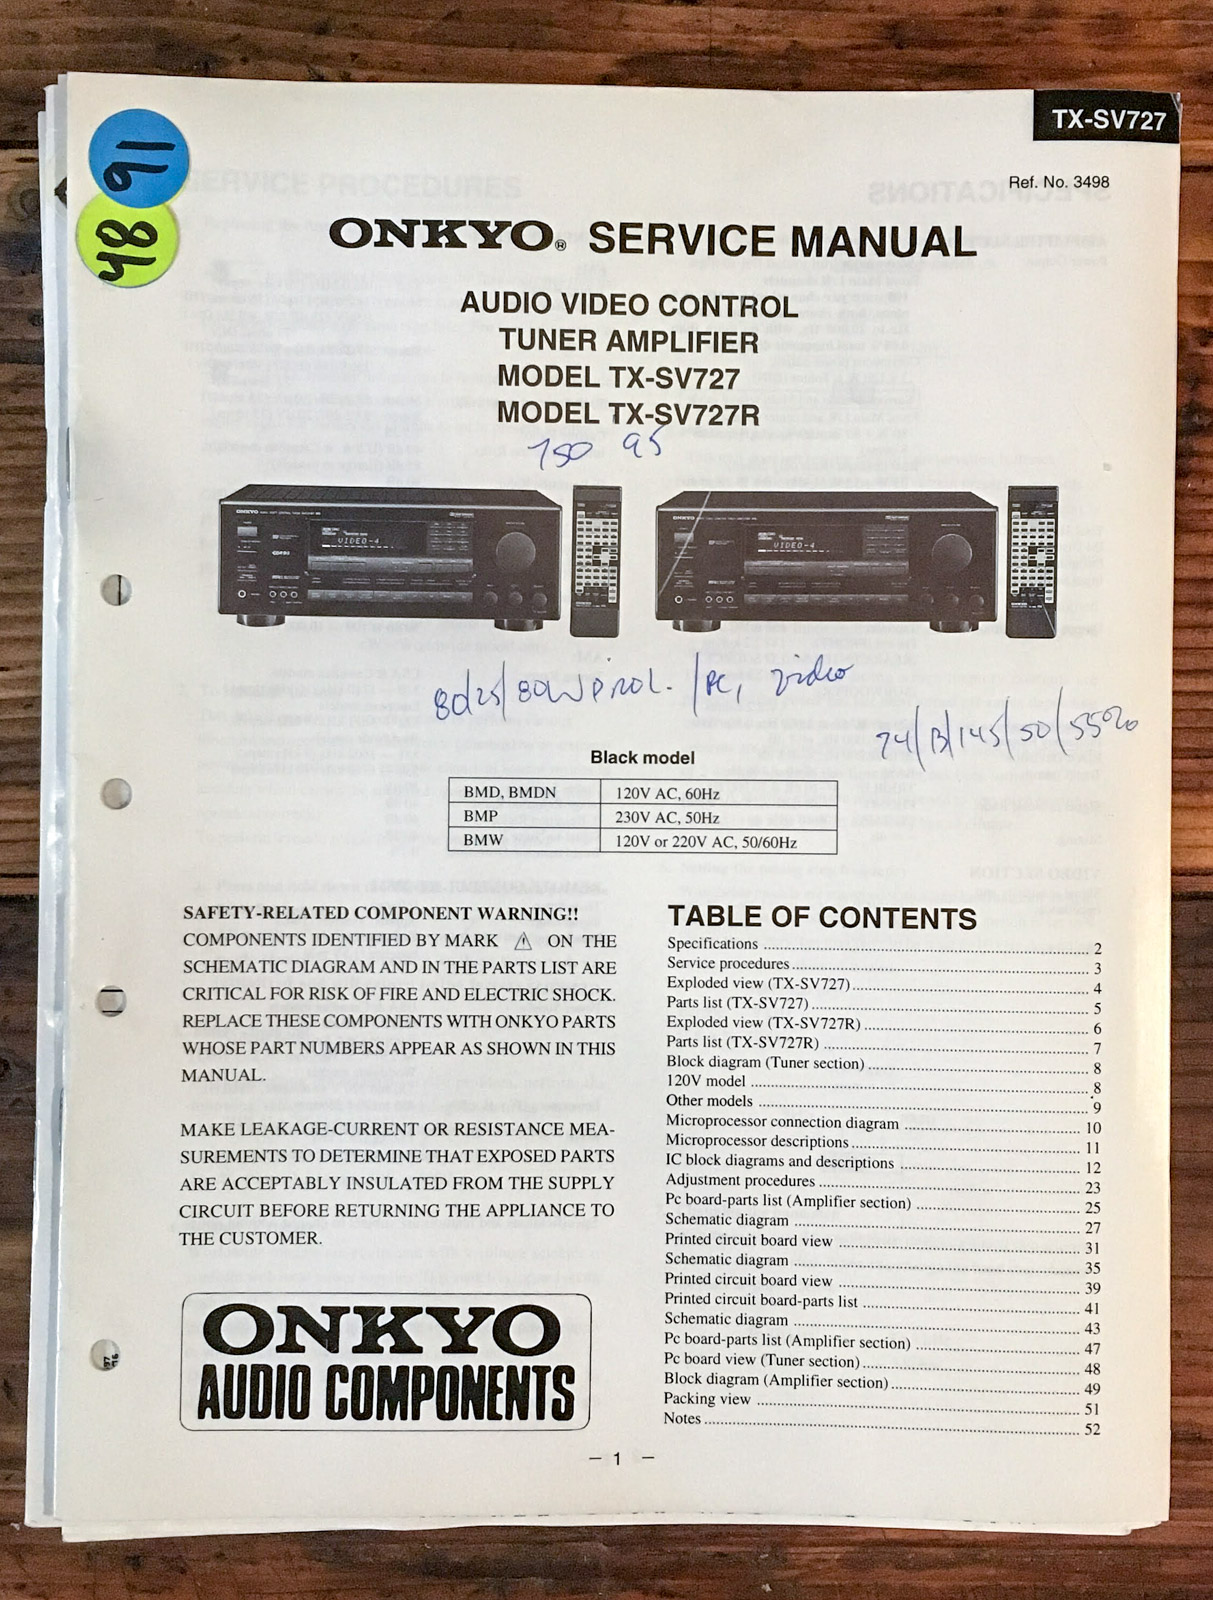 TX-SV727
91
48
Ref. No. 3498
ONKYO® SERVICE MANUAL
AUDIO VIDEO CONTROL
TUNER AMPLIFIER
MODEL TX-SV727
MODEL TX-SV727R
750 95
ONKYO
VIDEO-4
ONKYO
VIDEO-4
/PC, video
Black model
BMD, BMDN 120V AC, 60Hz
BMP 230V AC, 50Hz
BMW 120V or 220V AC, 50/60Hz
SAFETY-RELATED COMPONENT WARNING!!
COMPONENTS IDENTIFIED BY MARK ⚠ ON THE
SCHEMATIC DIAGRAM AND IN THE PARTS LIST ARE
CRITICAL FOR RISK OF FIRE AND ELECTRIC SHOCK.
REPLACE THESE COMPONENTS WITH ONKYO PARTS
WHOSE PART NUMBERS APPEAR AS SHOWN IN THIS
MANUAL.
MAKE LEAKAGE-CURRENT OR RESISTANCE MEA-
SUREMENTS TO DETERMINE THAT EXPOSED PARTS
ARE ACCEPTABLY INSULATED FROM THE SUPPLY
CIRCUIT BEFORE RETURNING THE APPLIANCE TO
THE CUSTOMER.
ONKYO
AUDIO COMPONENTS
TABLE OF CONTENTS
Specifications 2
Service procedures 3
Exploded view (TX-SV727) 4
Parts list (TX-SV727) 5
Exploded view (TX-SV727R) 6
Parts list (TX-SV727R) 7
Block diagram (Tuner section) 8
120V model 8
Other models 9
Microprocessor connection diagram 10
Microprocessor descriptions 11
IC block diagrams and descriptions 12
Adjustment procedures 23
Pc board-parts list (Amplifier section) 25
Schematic diagram 27
Printed circuit board view 31
Schematic diagram 35
Printed circuit board view 39
Printed circuit board-parts list 41
Schematic diagram 43
Pc board-parts list (Amplifier section) 47
Pc board view (Tuner section) 48
Block diagram (Amplifier section) 49
Packing view 51
Notes 52
– 1 –